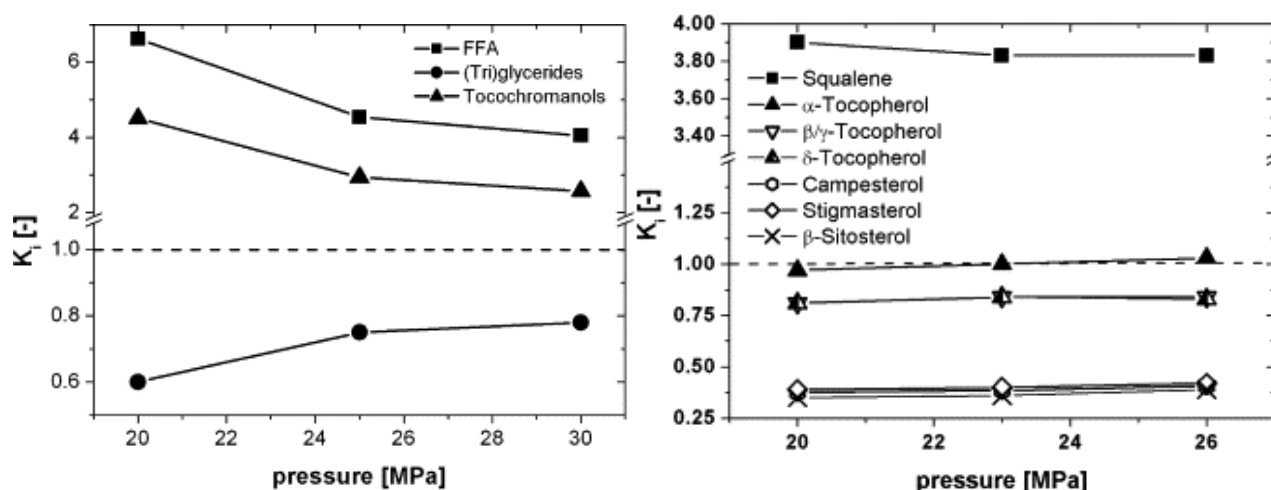 FFA
(Tri)glycerides
Tocochromanols
6
4
2
1.0
0.8
0.6
K i [-]
20 22 24 26 28 30
pressure [MPa]
4.00
3.80
3.60
3.40
1.25
1.00
0.75
0.50
0.25
K i [-]
Squalene
α-Tocopherol
β/γ-Tocopherol
δ-Tocopherol
Campesterol
Stigmasterol
β-Sitosterol
20 22 24 26
pressure [MPa]